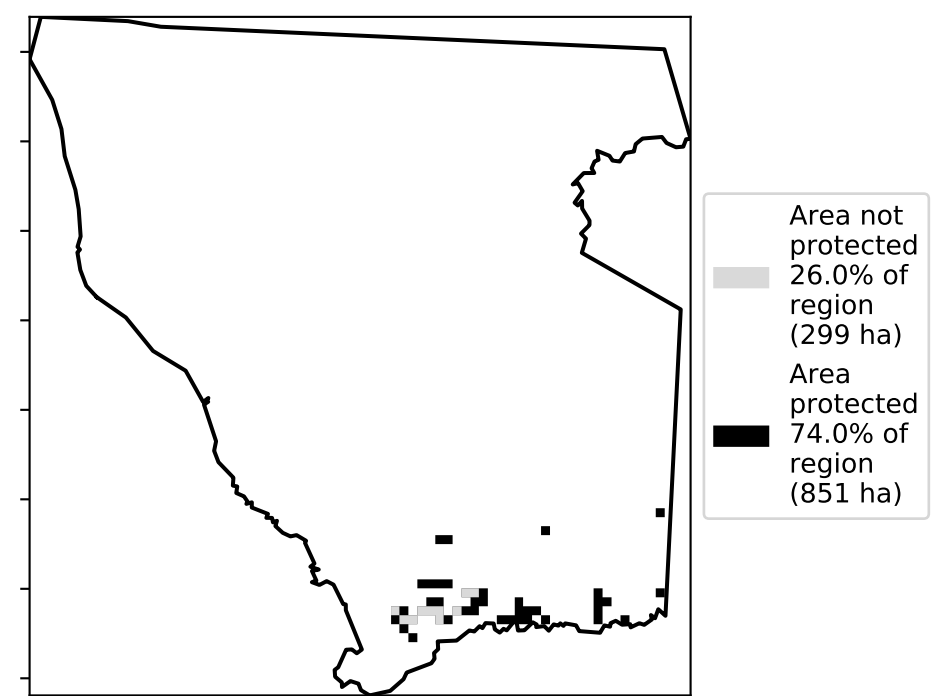 Area not
protected
26.0% of
region
(299 ha)
Area
protected
74.0% of
region
(851 ha)